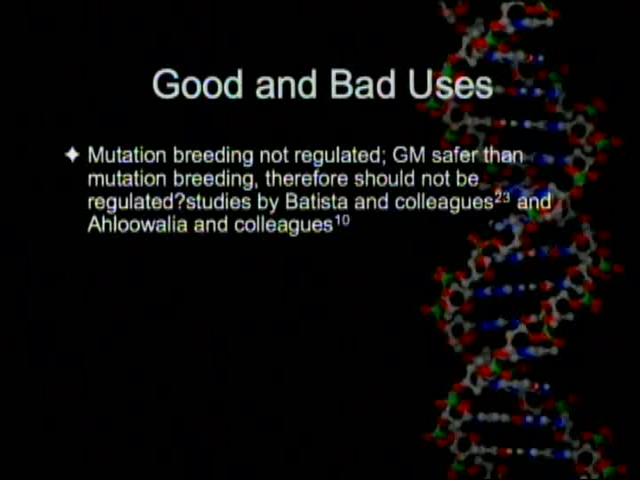 Good and Bad Uses
Mutation breeding not regulated; GM safer than
mutation breeding, therefore should not be
regulated?studies by Batista and colleagues23 and
Ahloowalia and colleagues10